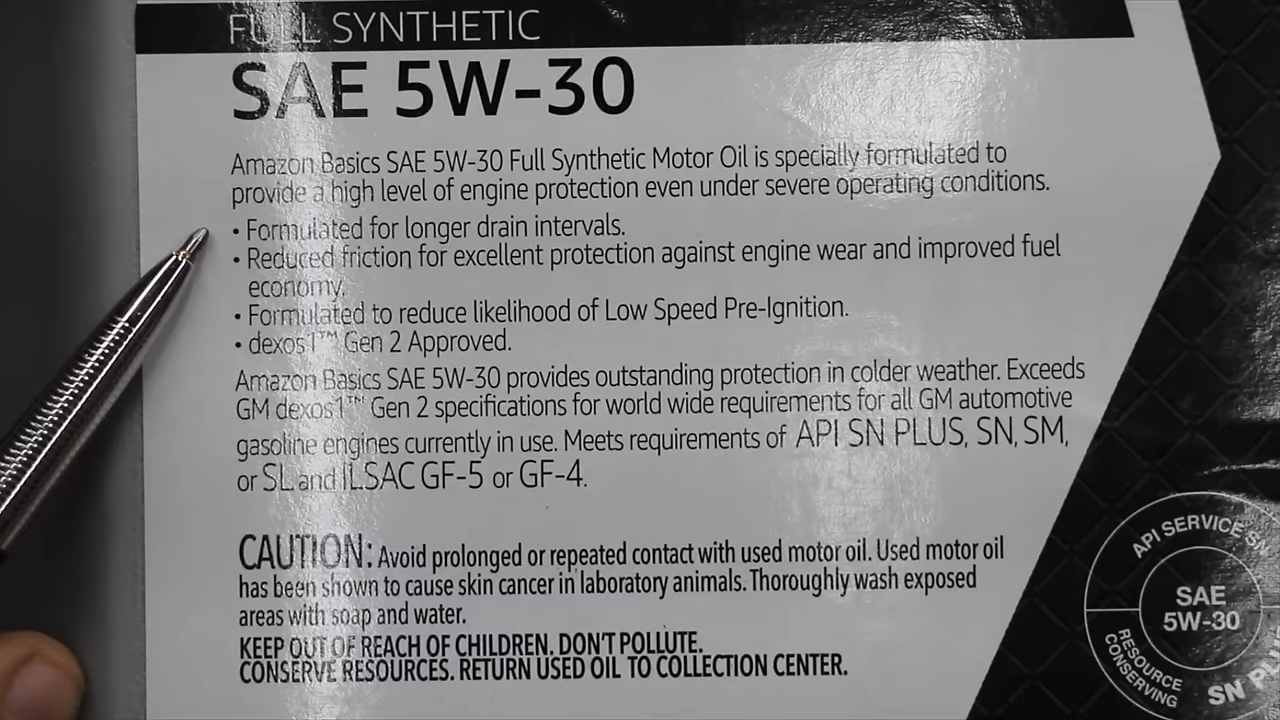 FULL SYNTHETIC
SAE 5W-30
Amazon Basics SAE 5W-30 Full Synthetic Motor Oil is specially formulated to
provide a high level of engine protection even under severe operating conditions.
• Formulated for longer drain intervals.
• Reduced friction for excellent protection against engine wear and improved fuel
economy.
• Formulated to reduce likelihood of Low Speed Pre-Ignition.
• dexos1™ Gen 2 Approved.
Amazon Basics SAE 5W-30 provides outstanding protection in colder weather. Exceeds
GM dexos1™ Gen 2 specifications for world wide requirements for all GM automotive
gasoline engines currently in use. Meets requirements of API SN PLUS, SN, SM,
or SL and ILSAC GF-5 or GF-4.
CAUTION: Avoid prolonged or repeated contact with used motor oil. Used motor oil
has been shown to cause skin cancer in laboratory animals. Thoroughly wash exposed
areas with soap and water.
KEEP OUT OF REACH OF CHILDREN. DON'T POLLUTE.
CONSERVE RESOURCES. RETURN USED OIL TO COLLECTION CENTER.
API SERVICE SN
SAE
5W-30
RESOURCE
CONSERVING
SN